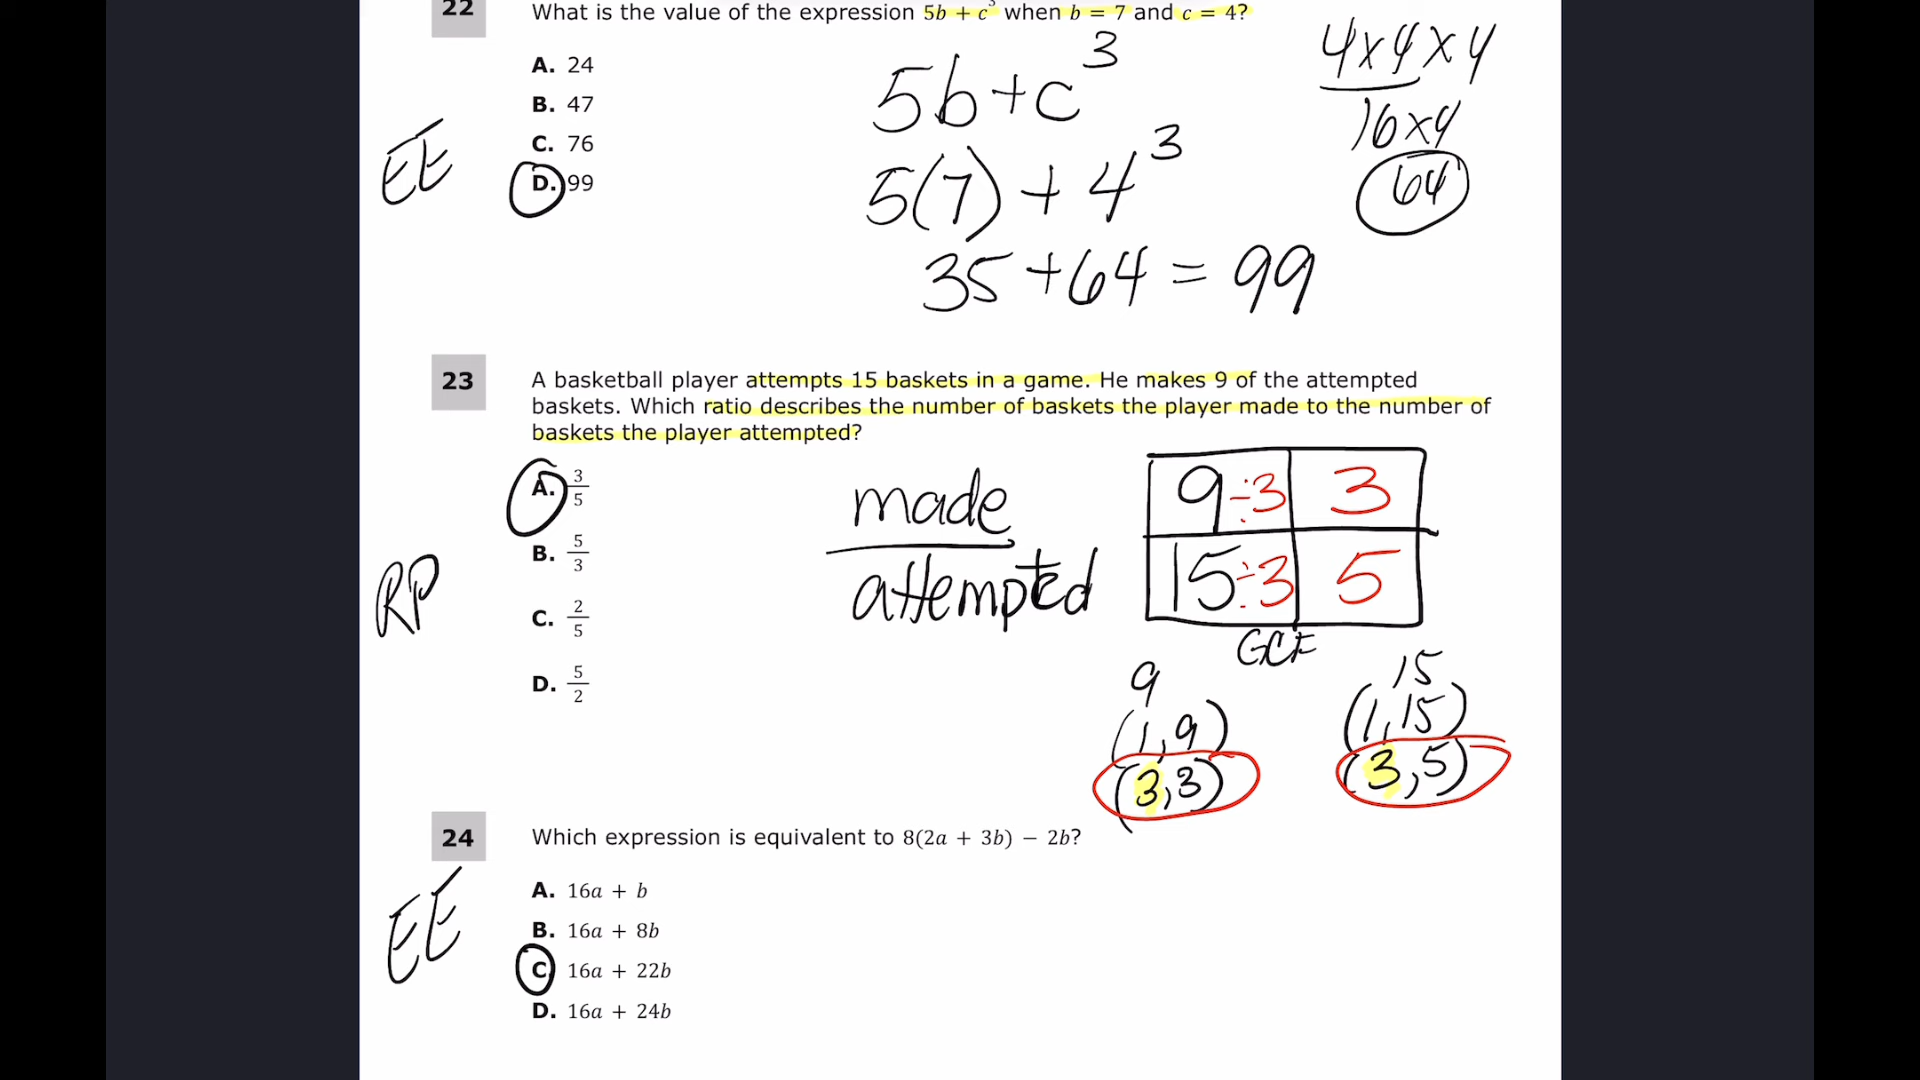 22
What is the value of the expression 5b + c³ when b = 7 and c = 4?
A. 24
B. 47
C. 76
D. 99
EE
5b+c³
5(7) + 4³
35 + 64 = 99
4x4x4
16x4
64
23
A basketball player attempts 15 baskets in a game. He makes 9 of the attempted
baskets. Which ratio describes the number of baskets the player made to the number of
baskets the player attempted?
A. 3/5
B. 5/3
C. 2/5
D. 5/2
RP
made
attempted
9÷3 3
15÷3 5
GCF
9
(1,9)
(3,3)
15
(1,15)
(3,5)
24
Which expression is equivalent to 8(2a + 3b) − 2b?
A. 16a + b
B. 16a + 8b
C 16a + 22b
D. 16a + 24b
EE